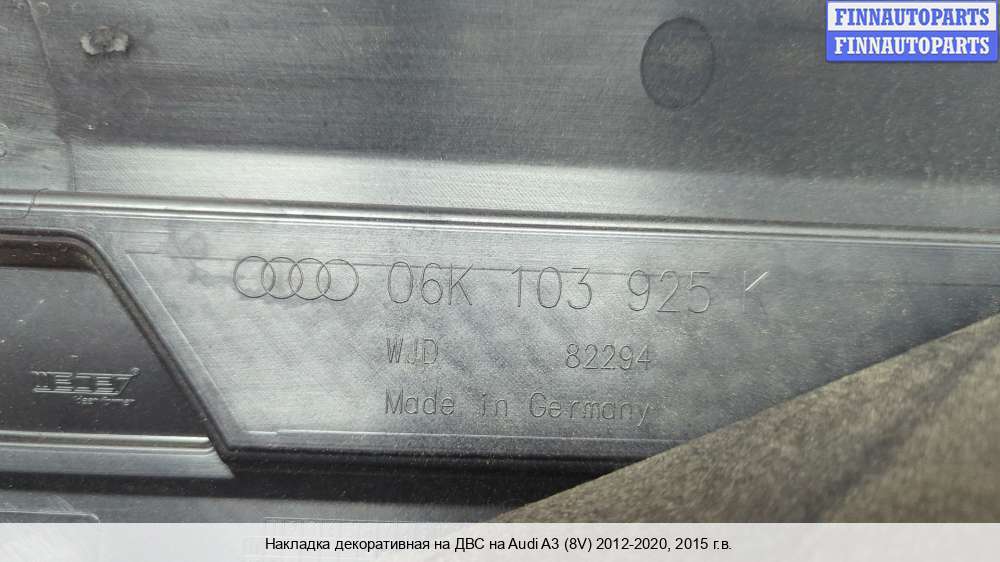 FINNAUTOPARTS
FINNAUTOPARTS
06K 103 925 K
WJD 82294
Made in Germany
Накладка декоративная на ДВС на Audi A3 (8V) 2012-2020, 2015 г.в.